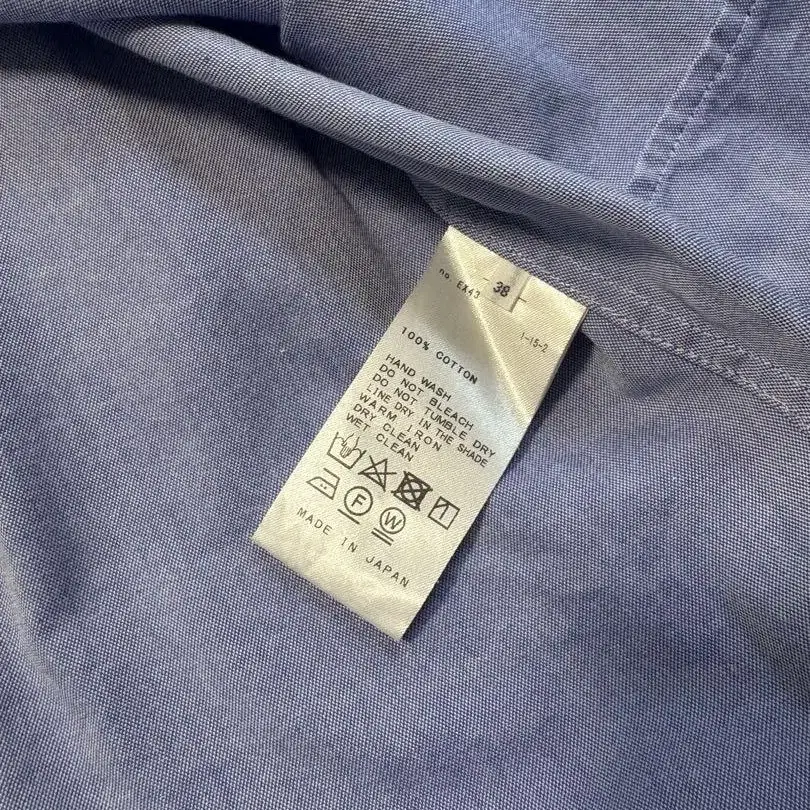 38
no. EX43
1-15-2
100% COTTON
HAND WASH
DO NOT BLEACH
DO NOT TUMBLE DRY
LINE DRY IN THE SHADE
WARM IRON
DRY CLEAN
WET CLEAN
F W
MADE IN JAPAN